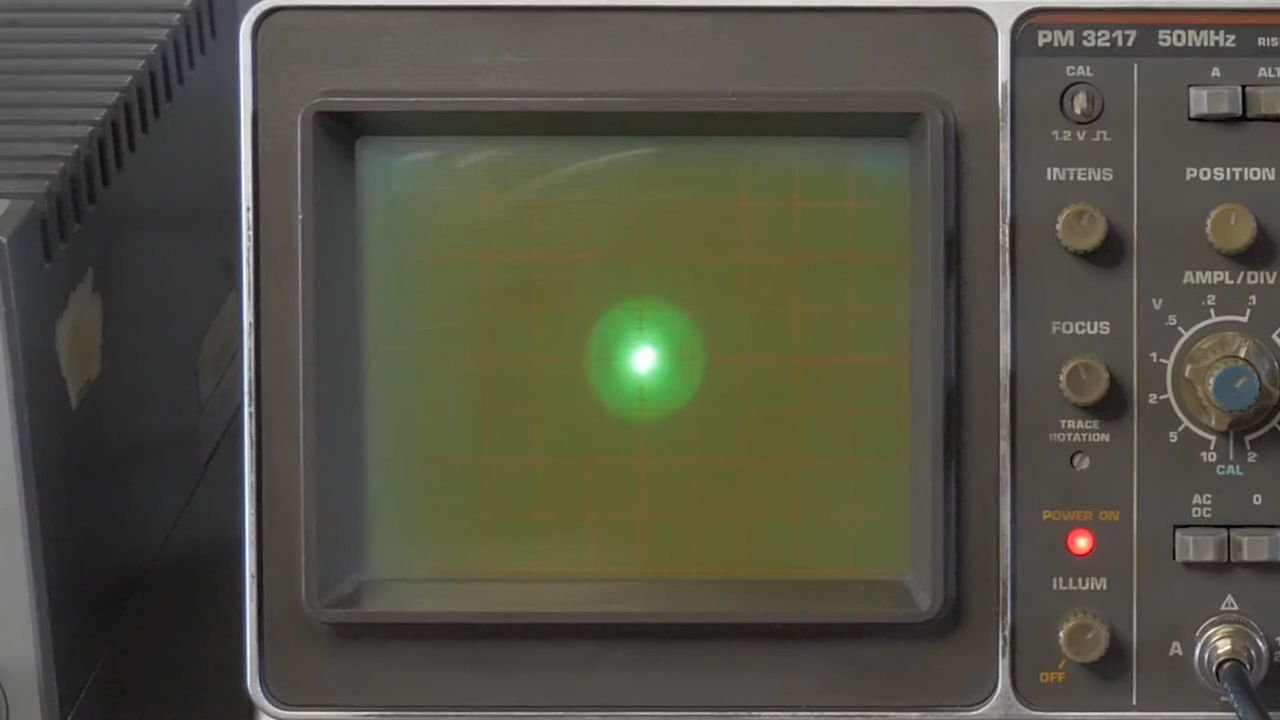 PM 3217 50MHz
CAL
1.2 V
INTENS
FOCUS
TRACE
ROTATION
POWER ON
ILLUM
OFF
A ALT
POSITION
AMPL/DIV
V
.5 .2 .1
1
2
5
10 2
CAL
AC
DC
0
A